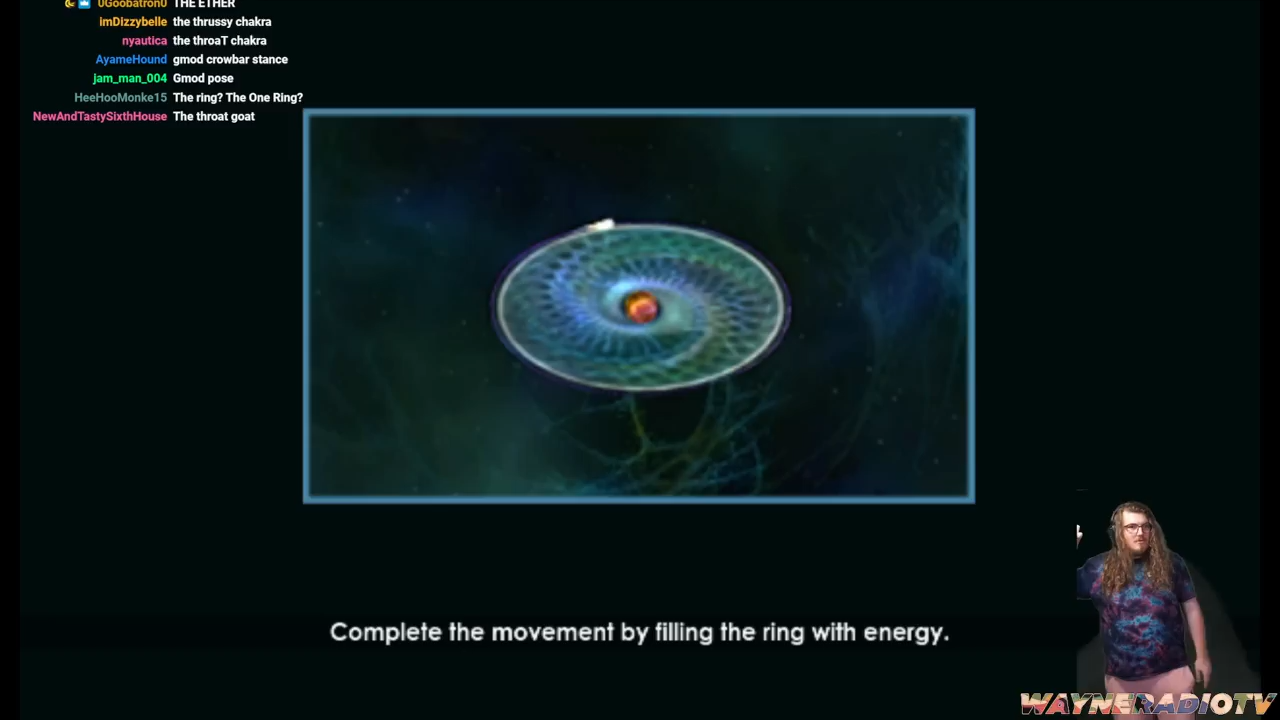 0Goobatron0 THE ETHER
imDizzybelle the thrussy chakra
nyautica the throaT chakra
AyameHound gmod crowbar stance
jam_man_004 Gmod pose
HeeHooMonke15 The ring? The One Ring?
NewAndTastySixthHouse The throat goat
Complete the movement by filling the ring with energy.
WAYNERADIOTV